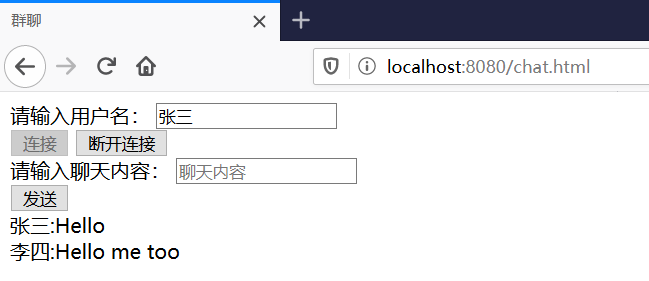 群聊
localhost:8080/chat.html
请输入用户名： 张三
连接 断开连接
请输入聊天内容： 聊天内容
发送
张三:Hello
李四:Hello me too